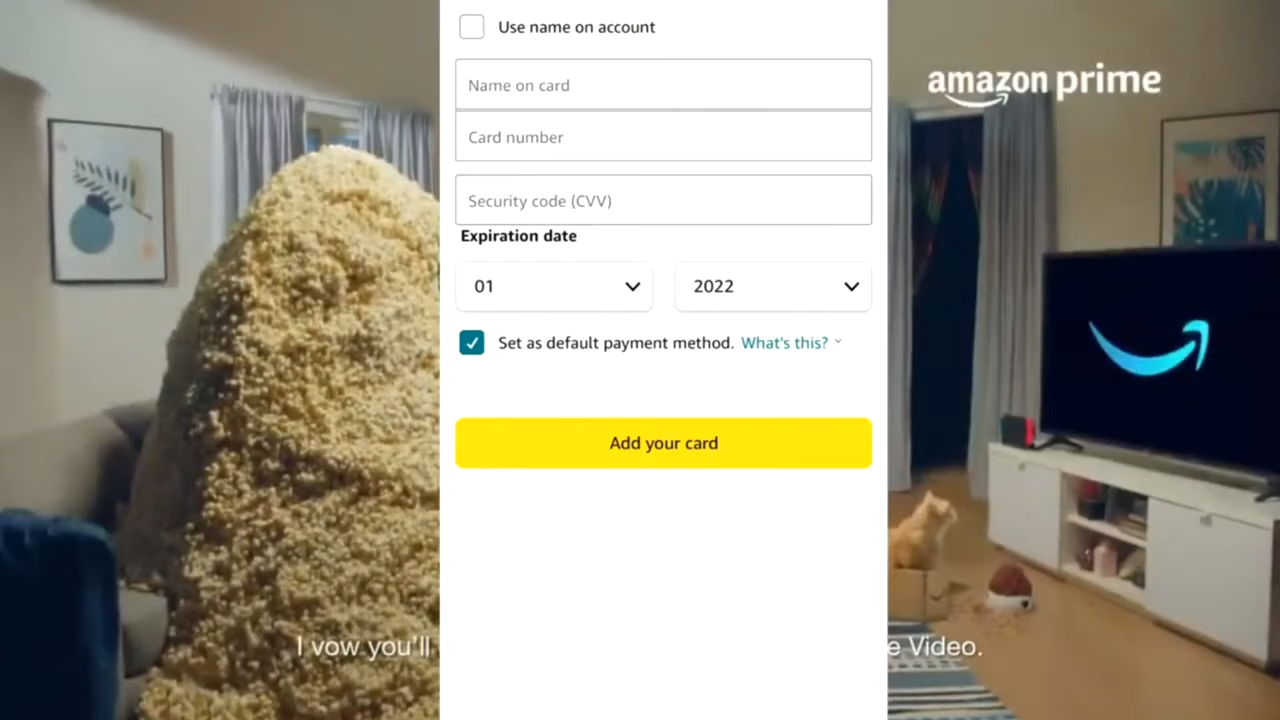 Use name on account
Name on card
amazon prime
Card number
Security code (CVV)
Expiration date
01
2022
Set as default payment method. What's this?
Add your card
I vow you'll
e Video.